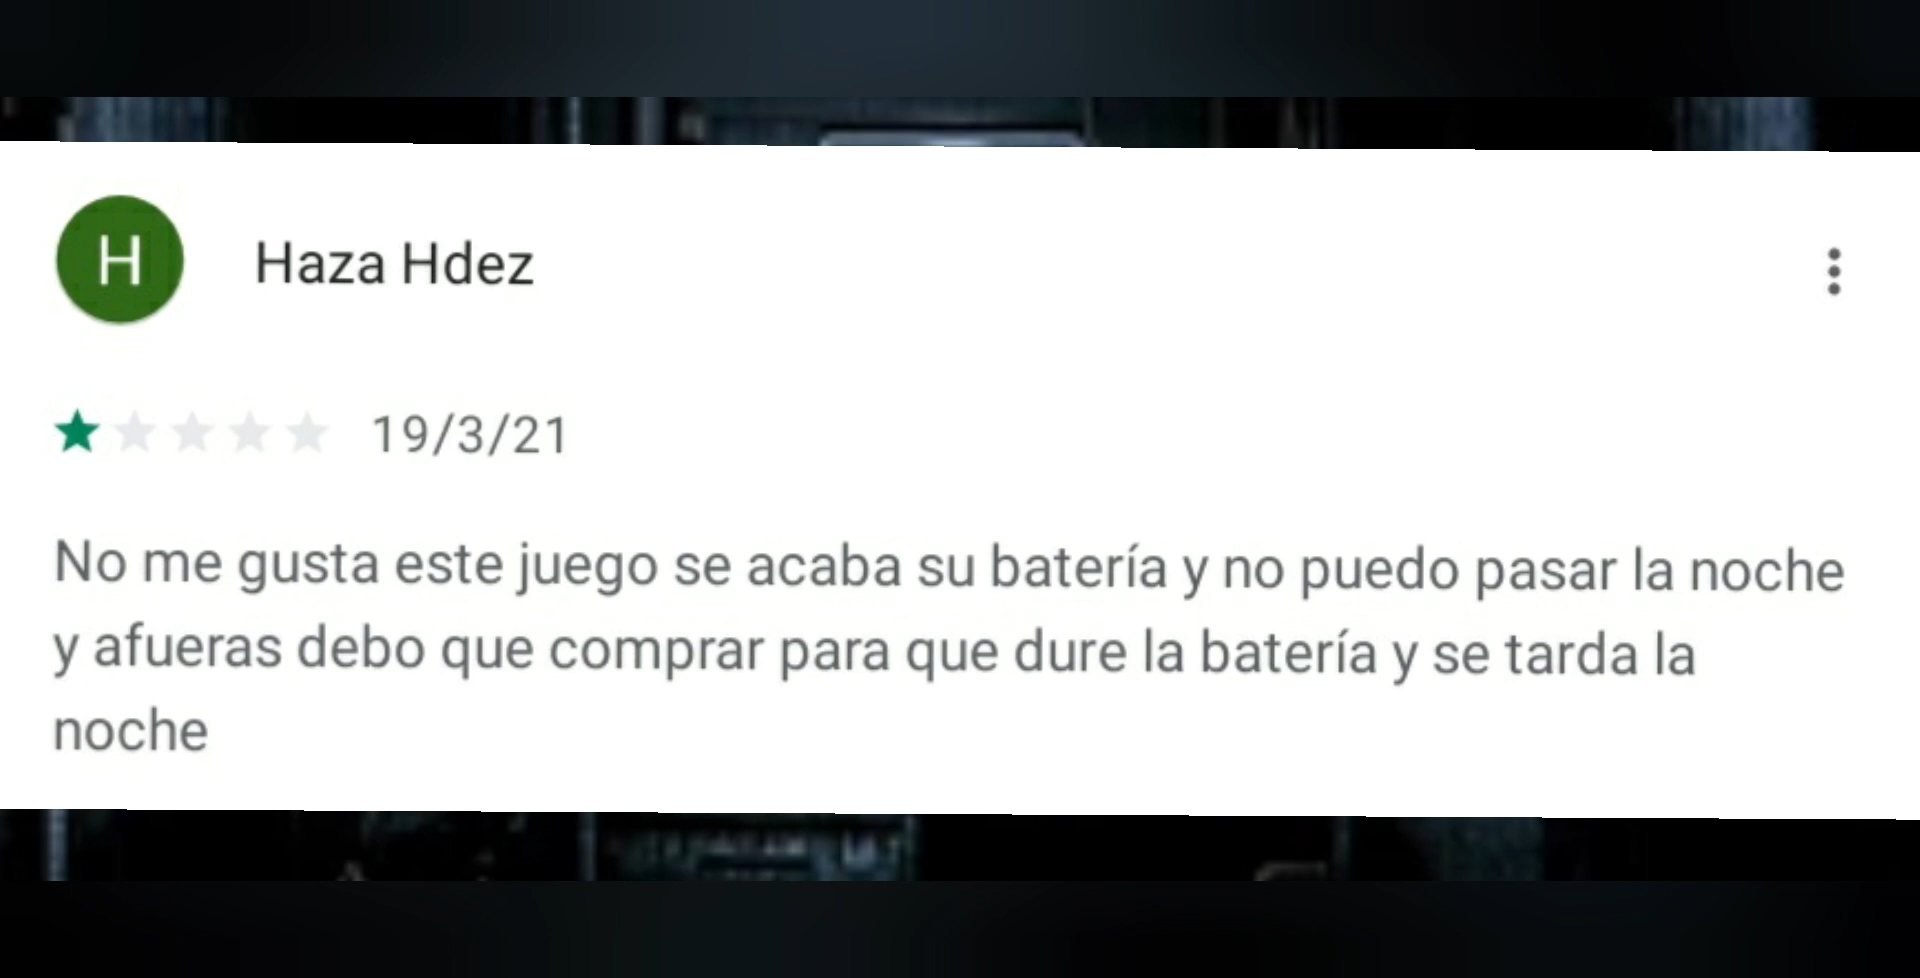 H
Haza Hdez
19/3/21
No me gusta este juego se acaba su batería y no puedo pasar la noche
y afueras debo que comprar para que dure la batería y se tarda la
noche